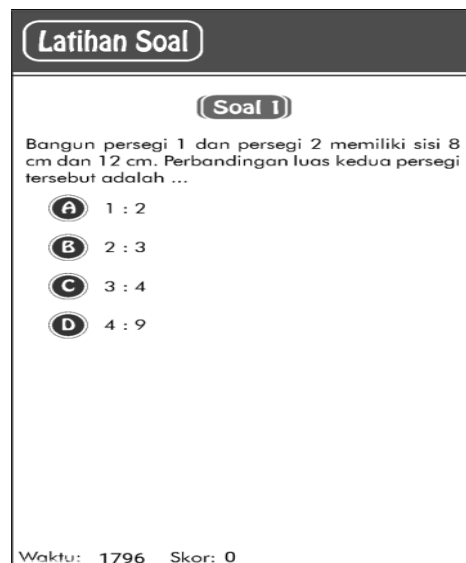 Latihan Soal
Soal 1
Bangun persegi 1 dan persegi 2 memiliki sisi 8
cm dan 12 cm. Perbandingan luas kedua persegi
tersebut adalah ...
A 1 : 2
B 2 : 3
C 3 : 4
D 4 : 9
Waktu: 1796 Skor: 0